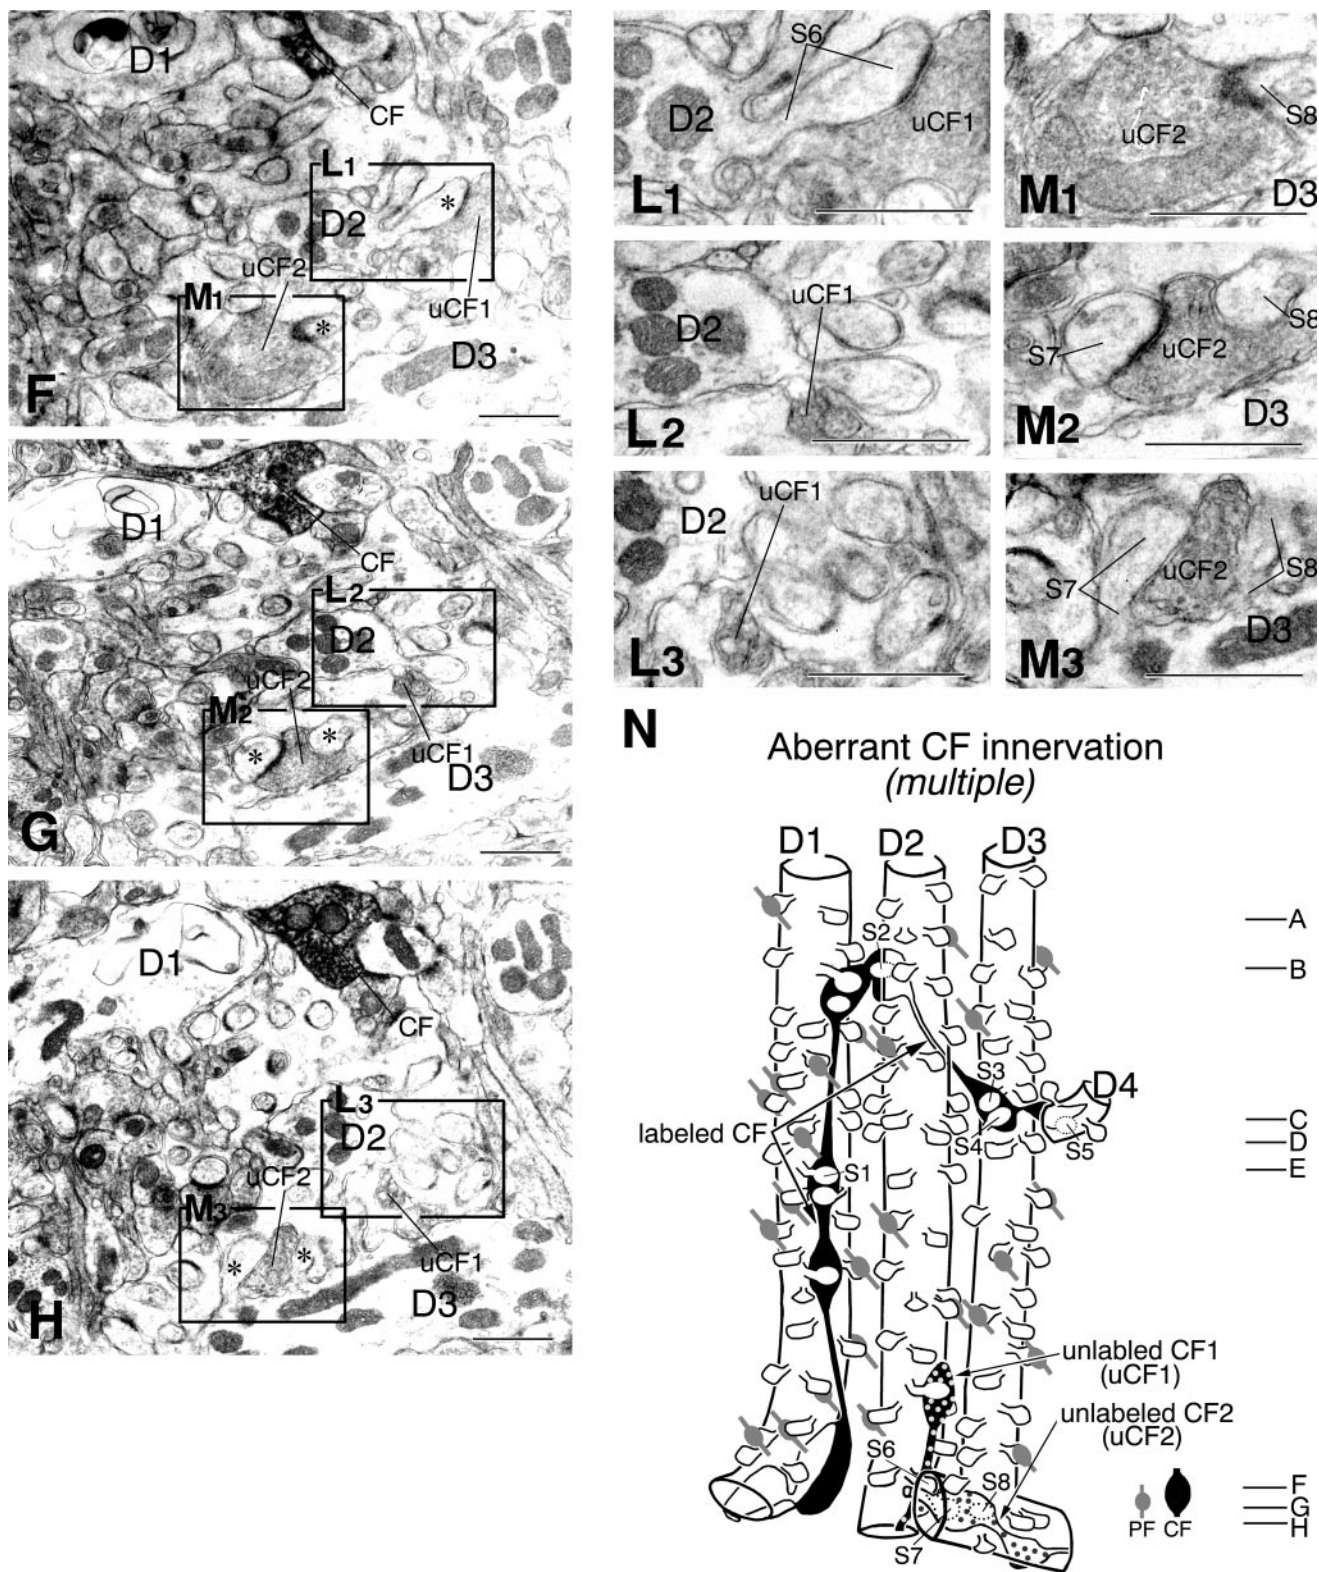 D1
CF
L1
D2
*
uCF2
uCF1
M1
*
D3
F
D1
CF
L2
D2
uCF2
M2
*
*
uCF1
D3
G
D1
CF
L3
D2
uCF2
M3
*
*
uCF1
D3
H
S6
D2
uCF1
L1
S8
uCF2
M1
D3
uCF1
D2
L2
S8
S7
uCF2
D3
M2
uCF1
D2
L3
S7
uCF2
S8
D3
M3
N
Aberrant CF innervation
(multiple)
D1 D2 D3
A
S2
B
S3
D4
C
labeled CF
S4
S5
D
E
S1
unlabled CF1
(uCF1)
unlabeled CF2
(uCF2)
S6
S8
F
G
H
PF CF
S7